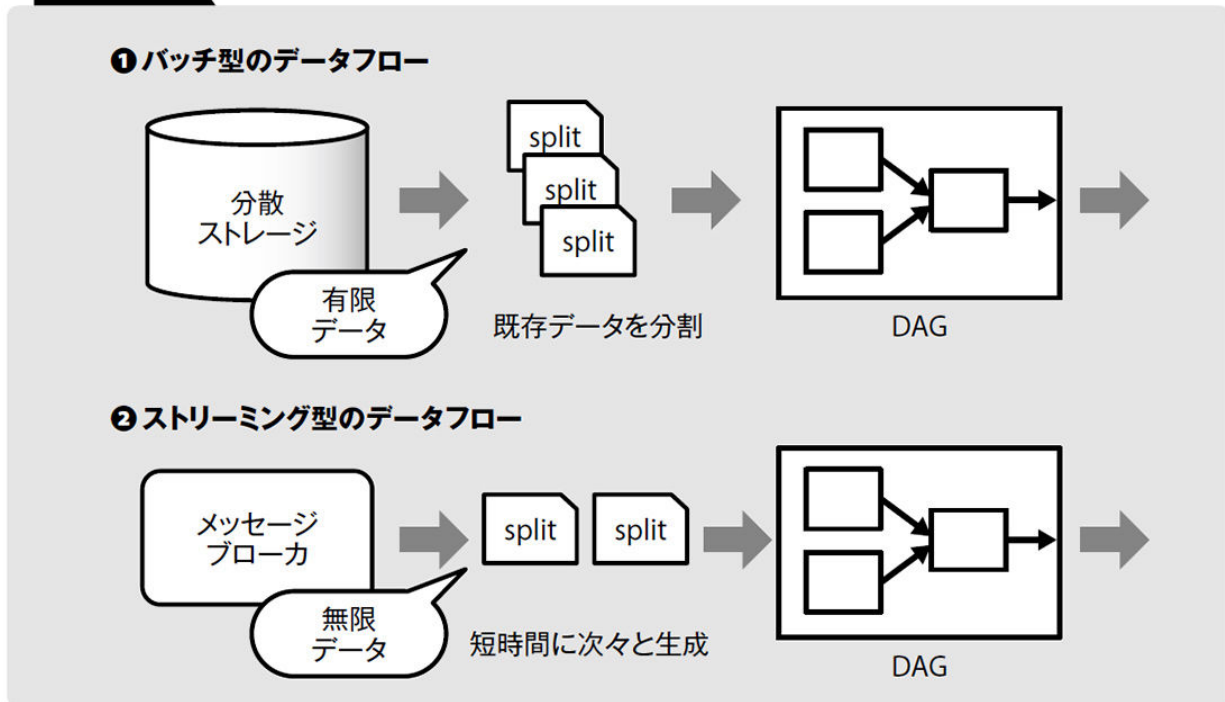 ❶バッチ型のデータフロー
分散
ストレージ
有限
データ
split
split
split
既存データを分割
DAG
❷ストリーミング型のデータフロー
メッセージ
ブローカ
無限
データ
split
split
短時間に次々と生成
DAG